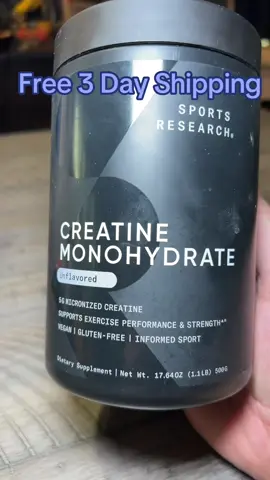 Free 3 Day Shipping
SPORTS
RESEARCH®
CREATINE
MONOHYDRATE
Unflavored
5G MICRONIZED CREATINE
SUPPORTS EXERCISE PERFORMANCE & STRENGTH*^
VEGAN | GLUTEN-FREE | INFORMED SPORT
Dietary Supplement | Net Wt. 17.64OZ (1.1LB) 500G